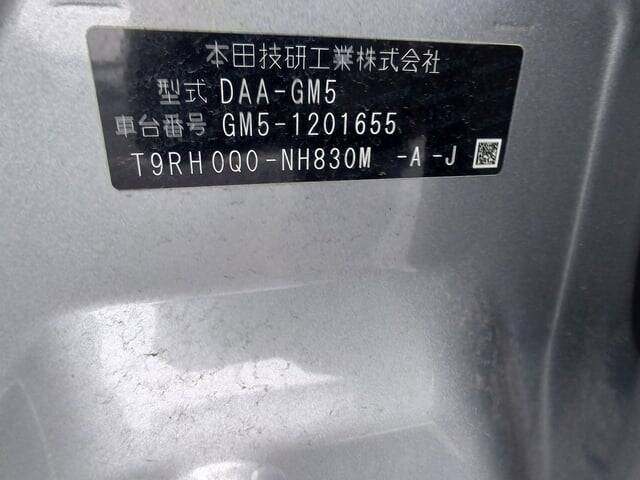 本田技研工業株式会社
型式 DAA-GM5
車台番号 GM5-1201655
T9RH0Q0-NH830M -A-J